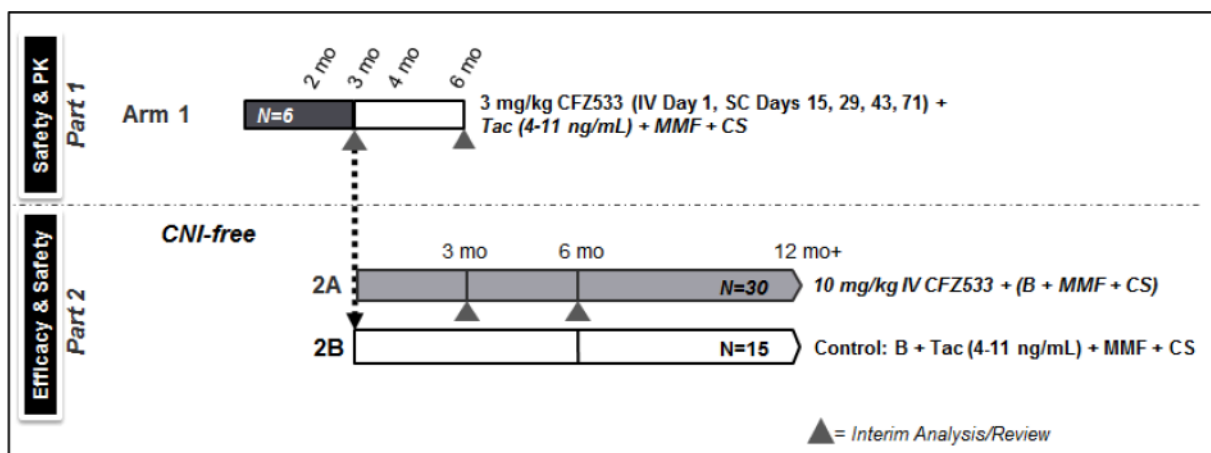 Safety & PK
Part 1
Arm 1
N=6
2 mo
3 mo
4 mo
6 mo
3 mg/kg CFZ533 (IV Day 1, SC Days 15, 29, 43, 71) +
Tac (4-11 ng/mL) + MMF + CS
Efficacy & Safety
Part 2
CNI-free
3 mo
6 mo
12 mo+
2A
N=30
10 mg/kg IV CFZ533 + (B + MMF + CS)
2B
N=15
Control: B + Tac (4-11 ng/mL) + MMF + CS
= Interim Analysis/Review